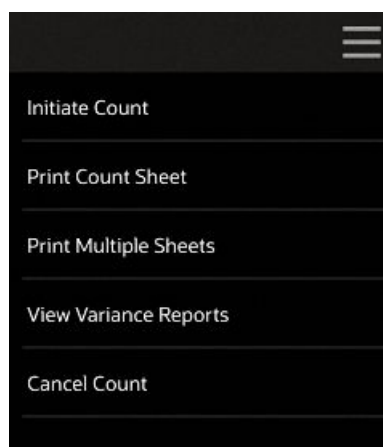 Initiate Count
Print Count Sheet
Print Multiple Sheets
View Variance Reports
Cancel Count